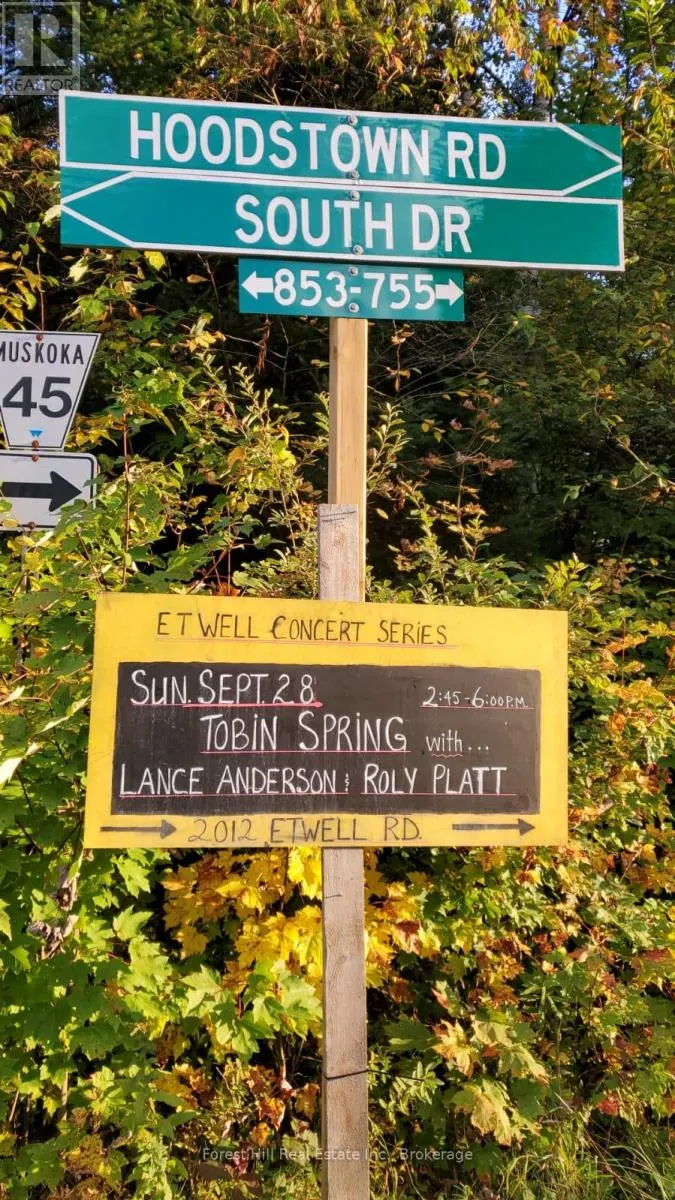 R
REALTOR
HOODSTOWN RD
SOUTH DR
←853-755→
MUSKOKA
45
ETWELL CONCERT SERIES
SUN. SEPT. 28 2:45-6:00 P.M.
TOBIN SPRING with...
LANCE ANDERSON & ROLY PLATT
→ 2012 ETWELL RD. →
Forest Hill Real Estate Inc., Brokerage